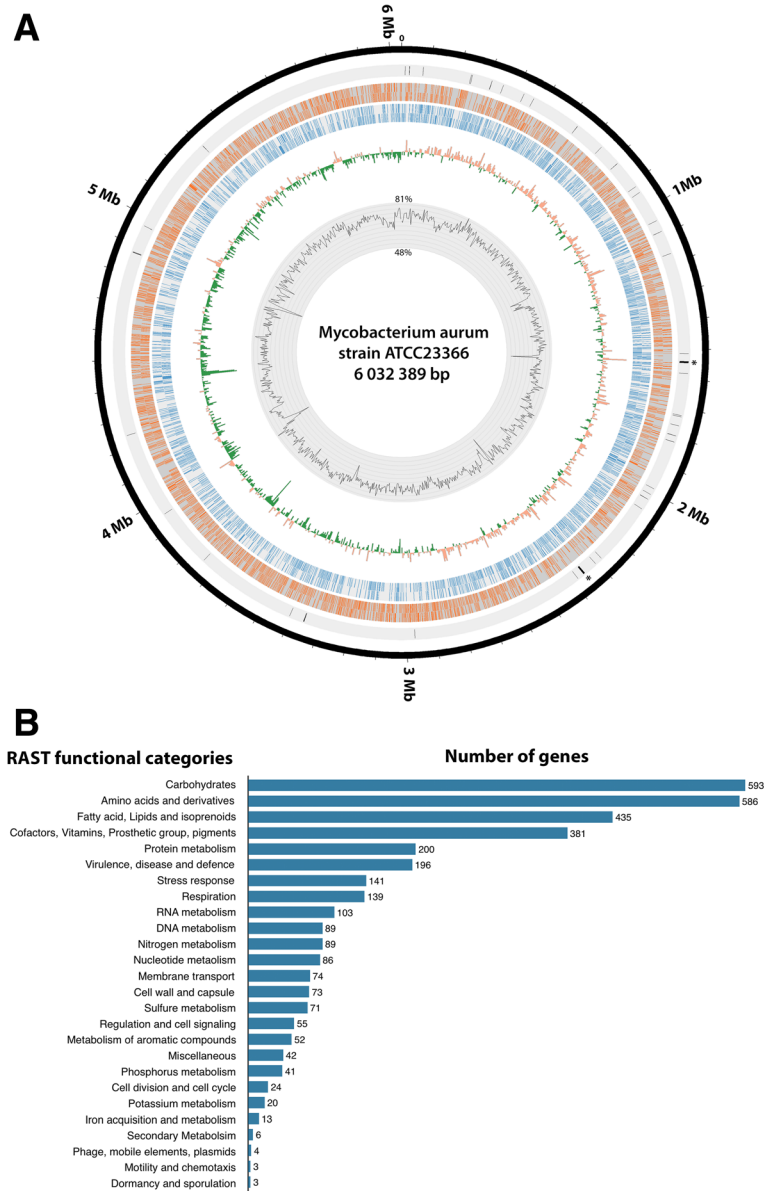 A
6 Mb
0
1Mb
*
2 Mb
*
3 Mb
4 Mb
5 Mb
81%
48%
Mycobacterium aurum
strain ATCC23366
6 032 389 bp
B
RAST functional categories Number of genes
Carbohydrates 593
Amino acids and derivatives 586
Fatty acid, Lipids and isoprenoids 435
Cofactors, Vitamins, Prosthetic group, pigments 381
Protein metabolism 200
Virulence, disease and defence 196
Stress response 141
Respiration 139
RNA metabolism 103
DNA metabolism 89
Nitrogen metabolism 89
Nucleotide metaolism 86
Membrane transport 74
Cell wall and capsule 73
Sulfure metabolism 71
Regulation and cell signaling 55
Metabolism of aromatic compounds 52
Miscellaneous 42
Phosphorus metabolism 41
Cell division and cell cycle 24
Potassium metabolism 20
Iron acquisition and metabolism 13
Secondary Metabolsim 6
Phage, mobile elements, plasmids 4
Motility and chemotaxis 3
Dormancy and sporulation 3